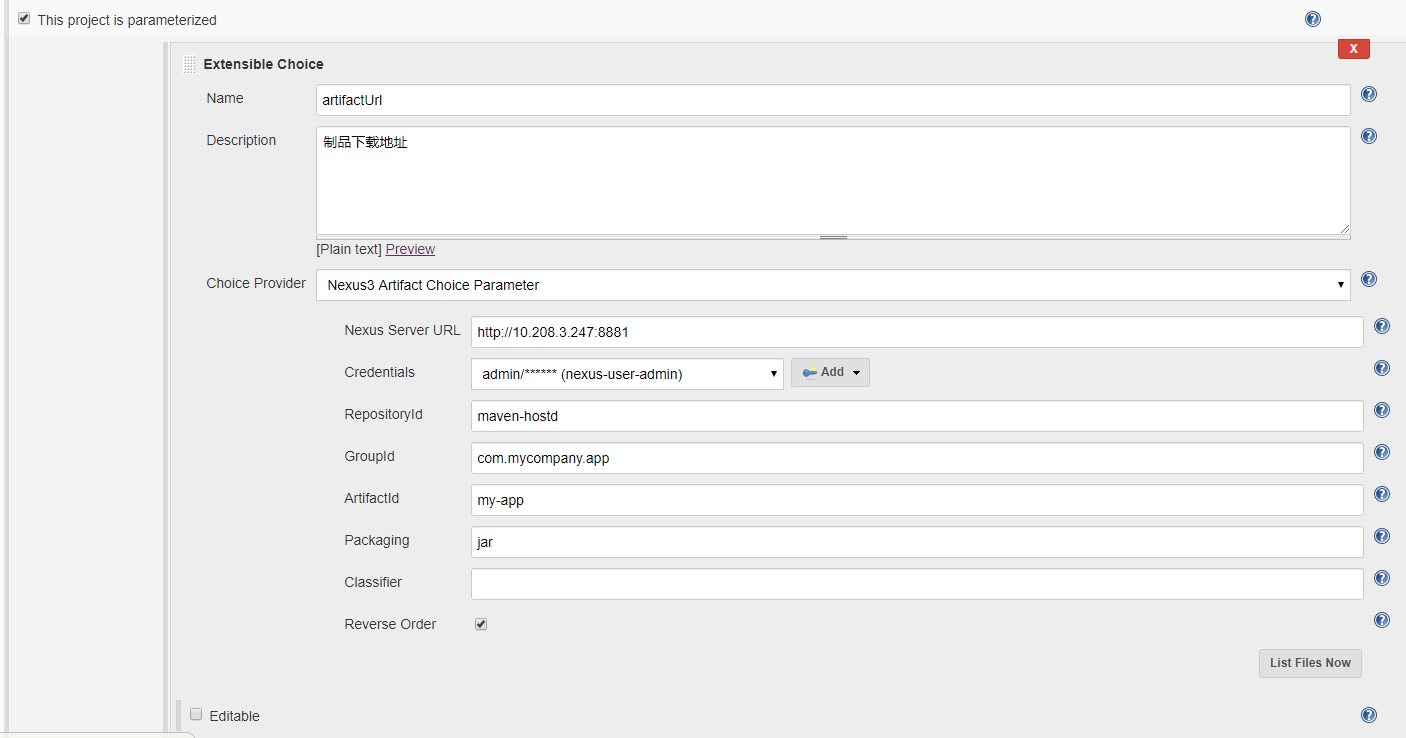 This project is parameterized
X
Extensible Choice
Name
artifactUrl
Description
制品下载地址
[Plain text] Preview
Choice Provider
Nexus3 Artifact Choice Parameter
Nexus Server URL
http://10.208.3.247:8881
Credentials
admin/****** (nexus-user-admin)
Add
RepositoryId
maven-hostd
GroupId
com.mycompany.app
ArtifactId
my-app
Packaging
jar
Classifier
Reverse Order
List Files Now
Editable